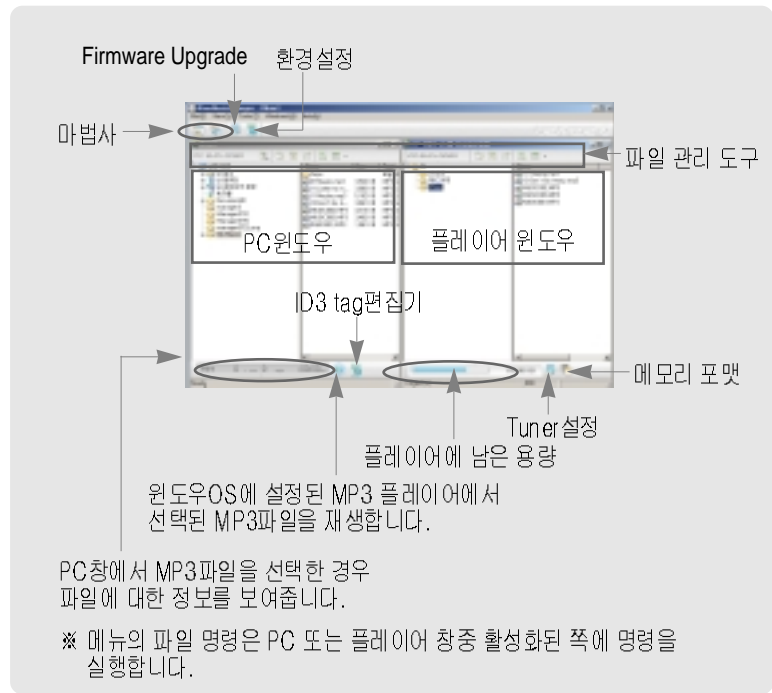 Firmware Upgrade
환경설정
마법사
파일 관리 도구
PC윈도우
플레이어 윈도우
ID3 tag편집기
메모리 포맷
Tuner설정
플레이어에 남은 용량
윈도우OS에 설정된 MP3 플레이어에서
선택된 MP3파일을 재생합니다.
PC창에서 MP3파일을 선택한 경우
파일에 대한 정보를 보여줍니다.
※ 메뉴의 파일 명령은 PC 또는 플레이어 창중 활성화된 쪽에 명령을
실행합니다.